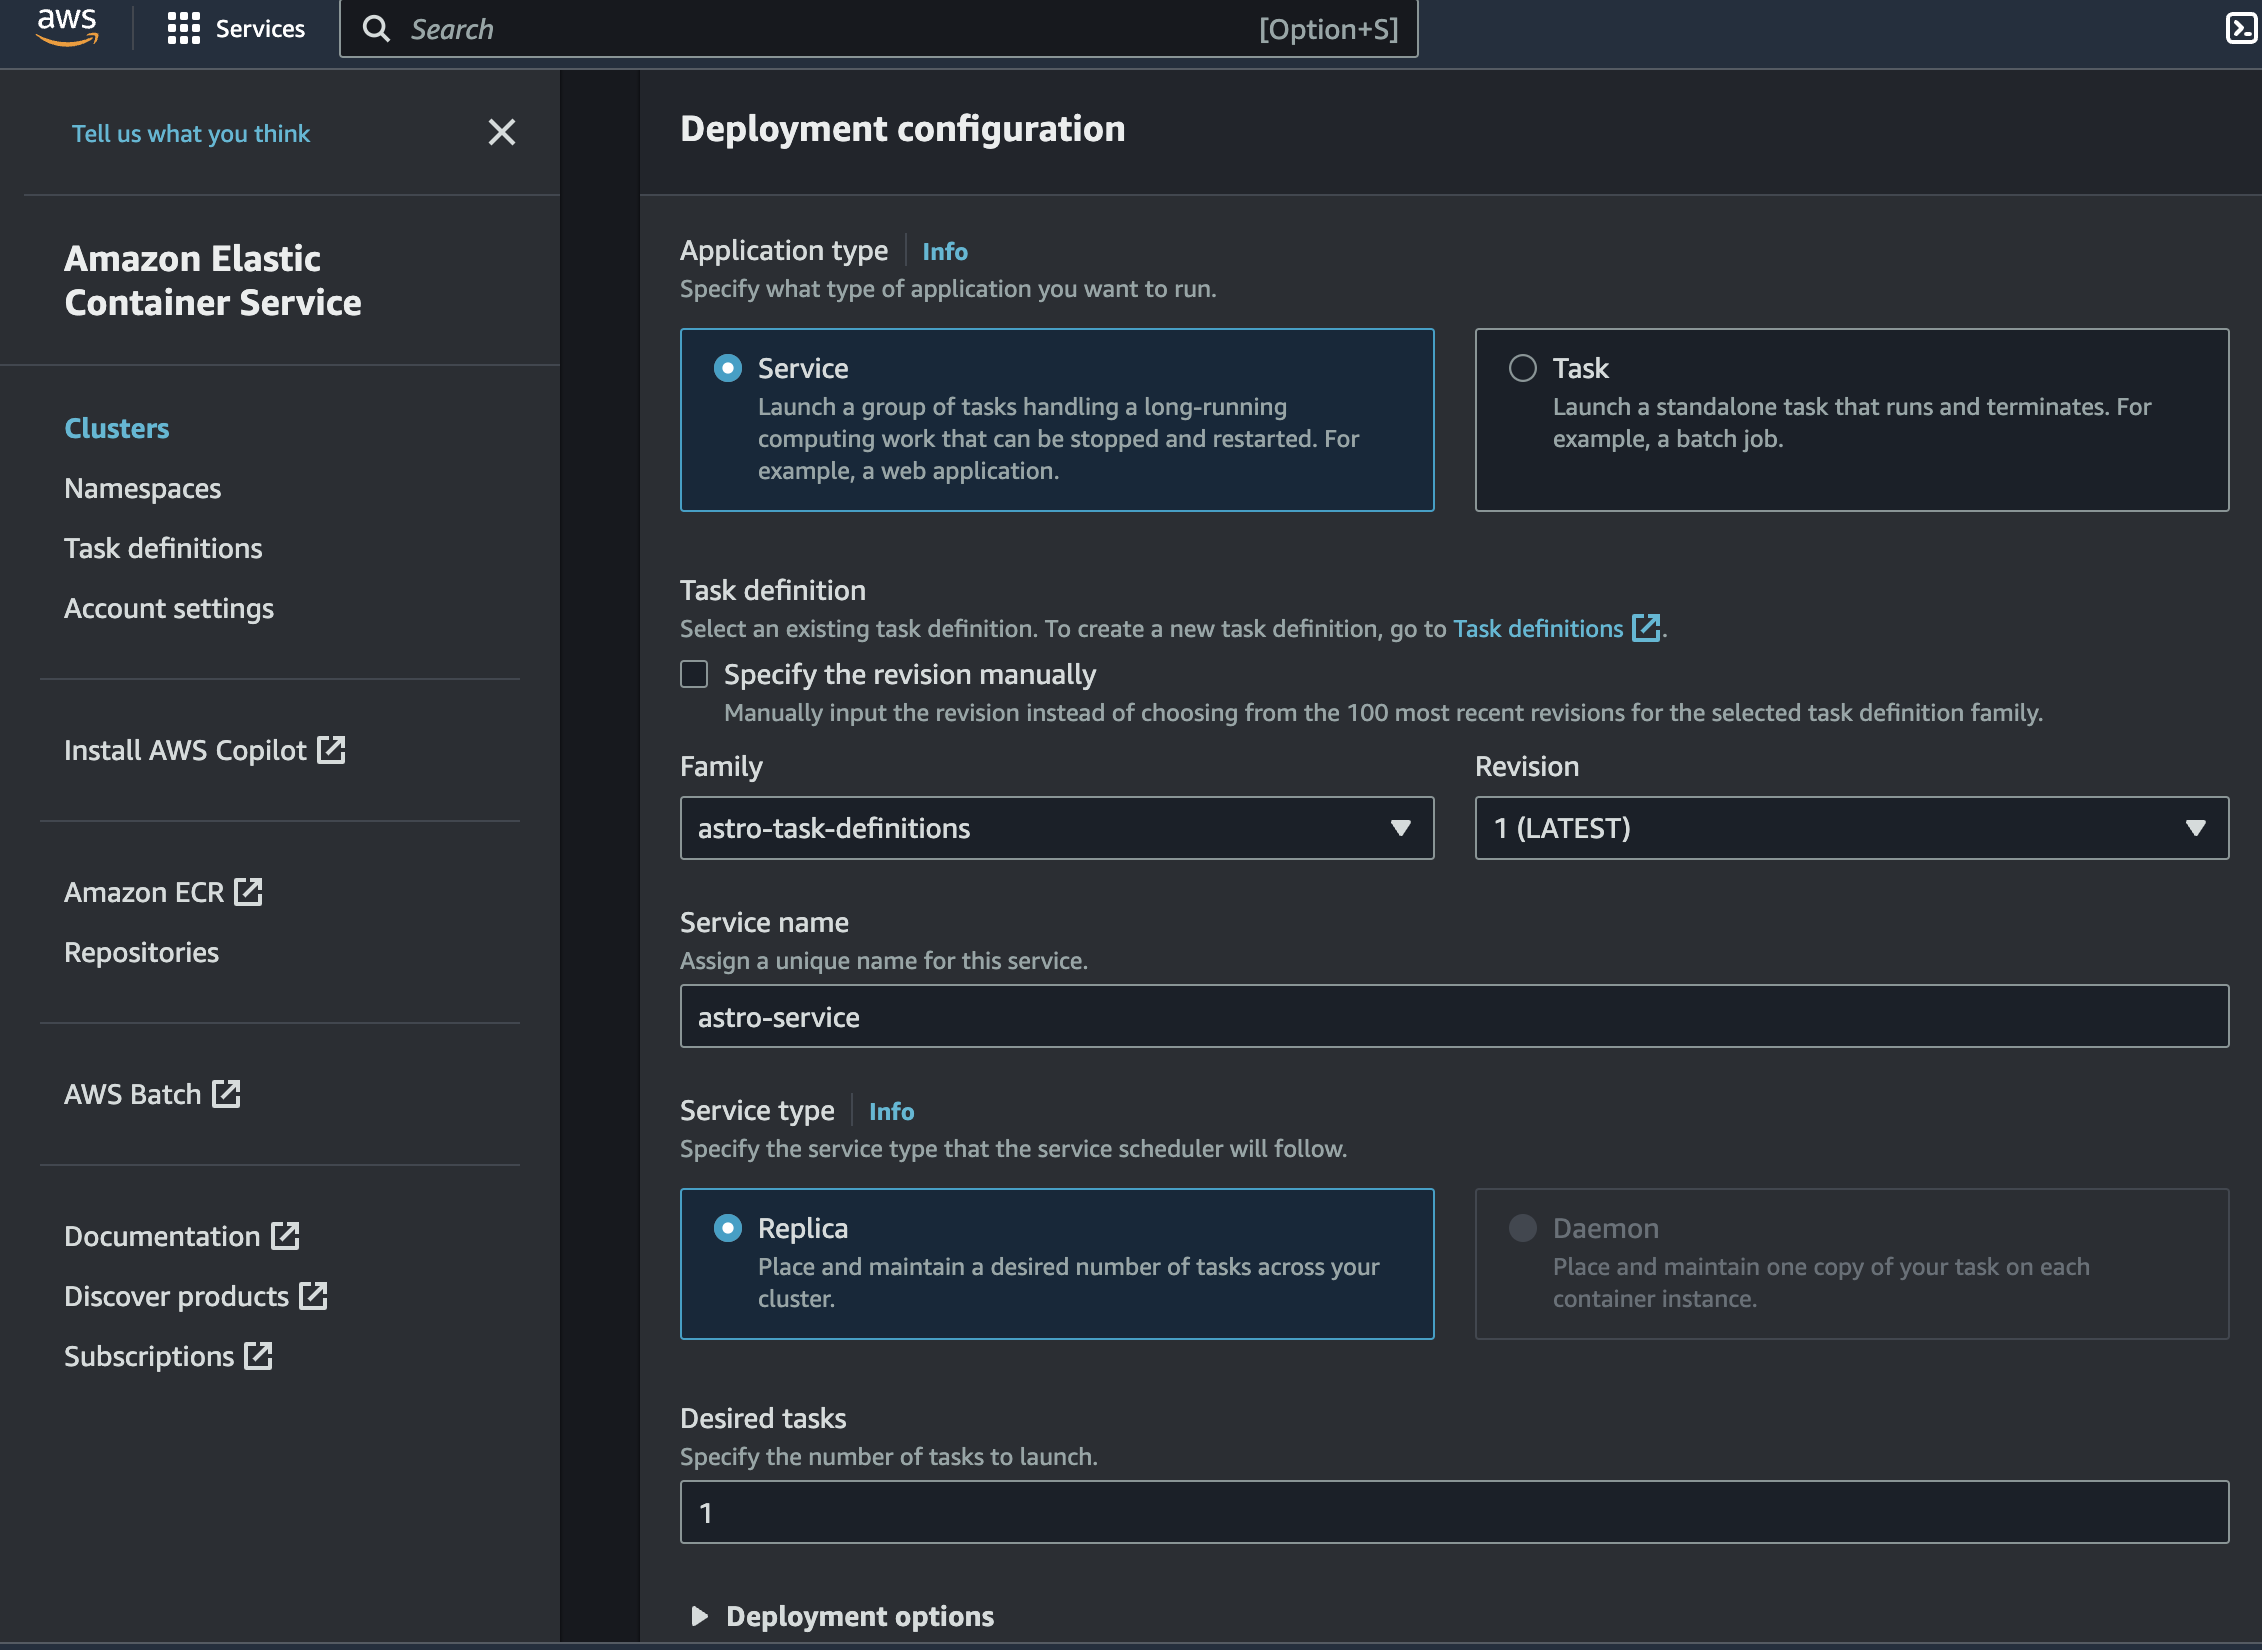 aws
Services
Search
[Option+S]
Tell us what you think
Amazon Elastic
Container Service
Clusters
Namespaces
Task definitions
Account settings
Install AWS Copilot
Amazon ECR
Repositories
AWS Batch
Documentation
Discover products
Subscriptions
Deployment configuration
Application type
Info
Specify what type of application you want to run.
Service
Launch a group of tasks handling a long-running
computing work that can be stopped and restarted. For
example, a web application.
Task
Launch a standalone task that runs and terminates. For
example, a batch job.
Task definition
Select an existing task definition. To create a new task definition, go to Task definitions .
Specify the revision manually
Manually input the revision instead of choosing from the 100 most recent revisions for the selected task definition family.
Family
astro-task-definitions
Revision
1 (LATEST)
Service name
Assign a unique name for this service.
astro-service
Service type
Info
Specify the service type that the service scheduler will follow.
Replica
Place and maintain a desired number of tasks across your
cluster.
Daemon
Place and maintain one copy of your task on each
container instance.
Desired tasks
Specify the number of tasks to launch.
1
Deployment options